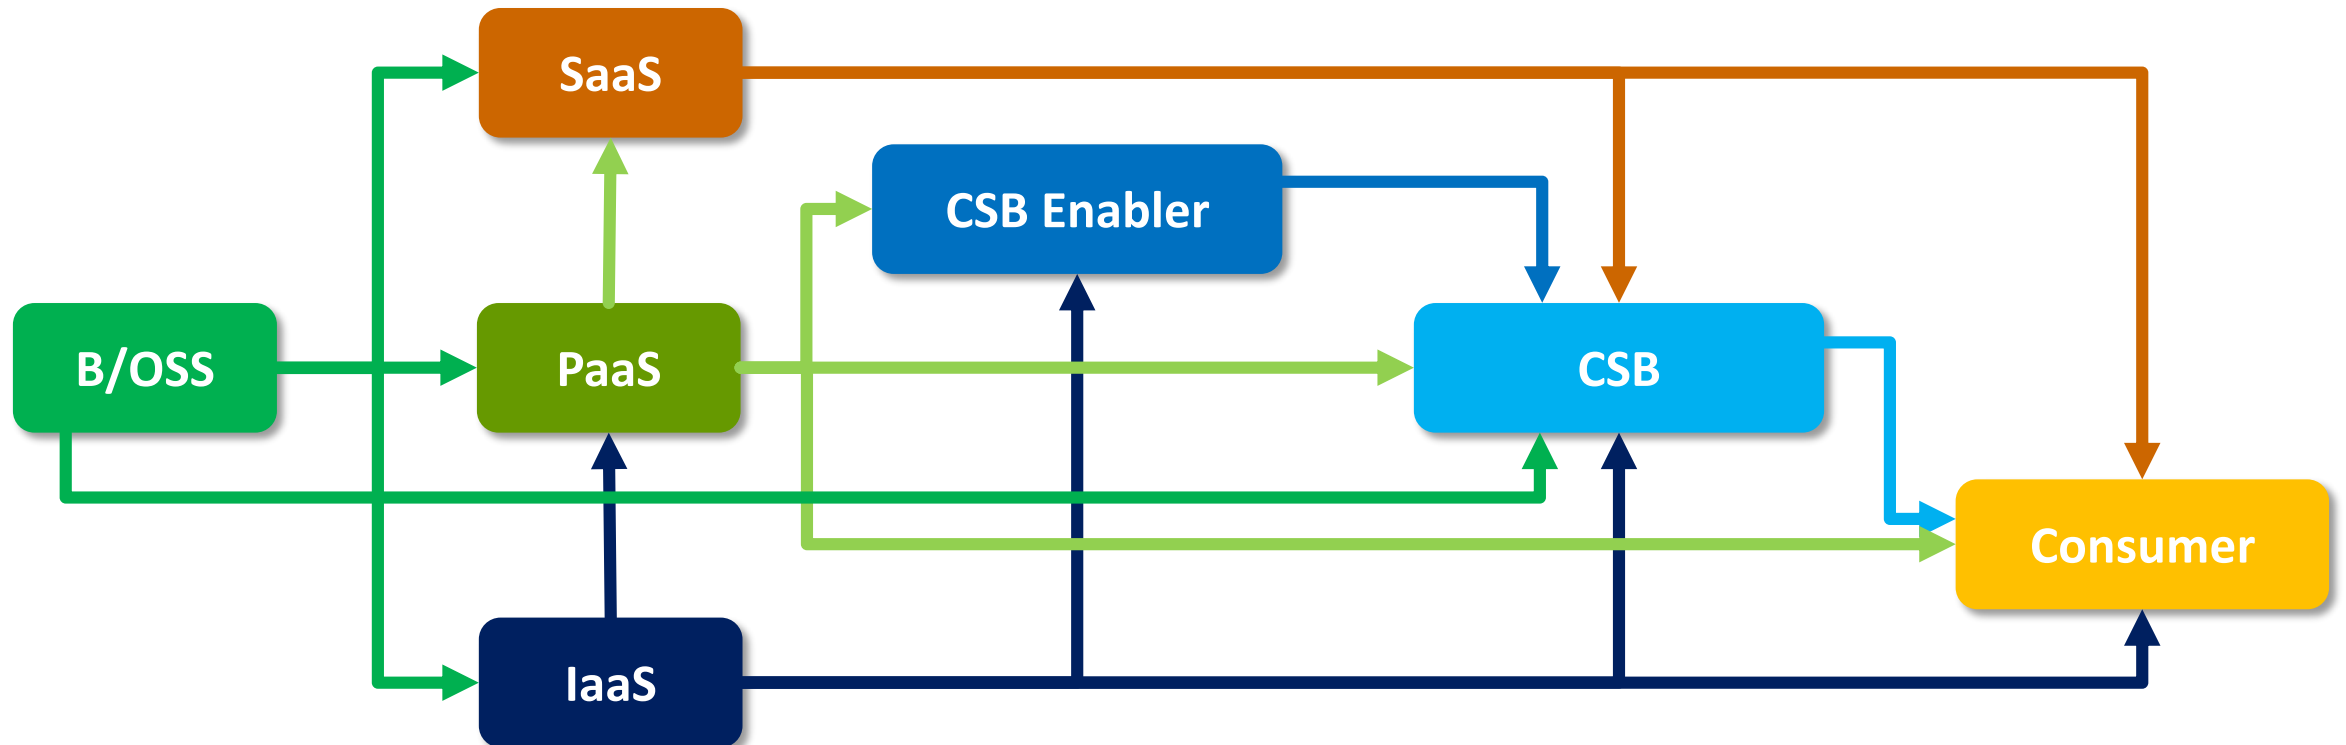 SaaS
CSB Enabler
B/OSS
PaaS
CSB
Consumer
IaaS